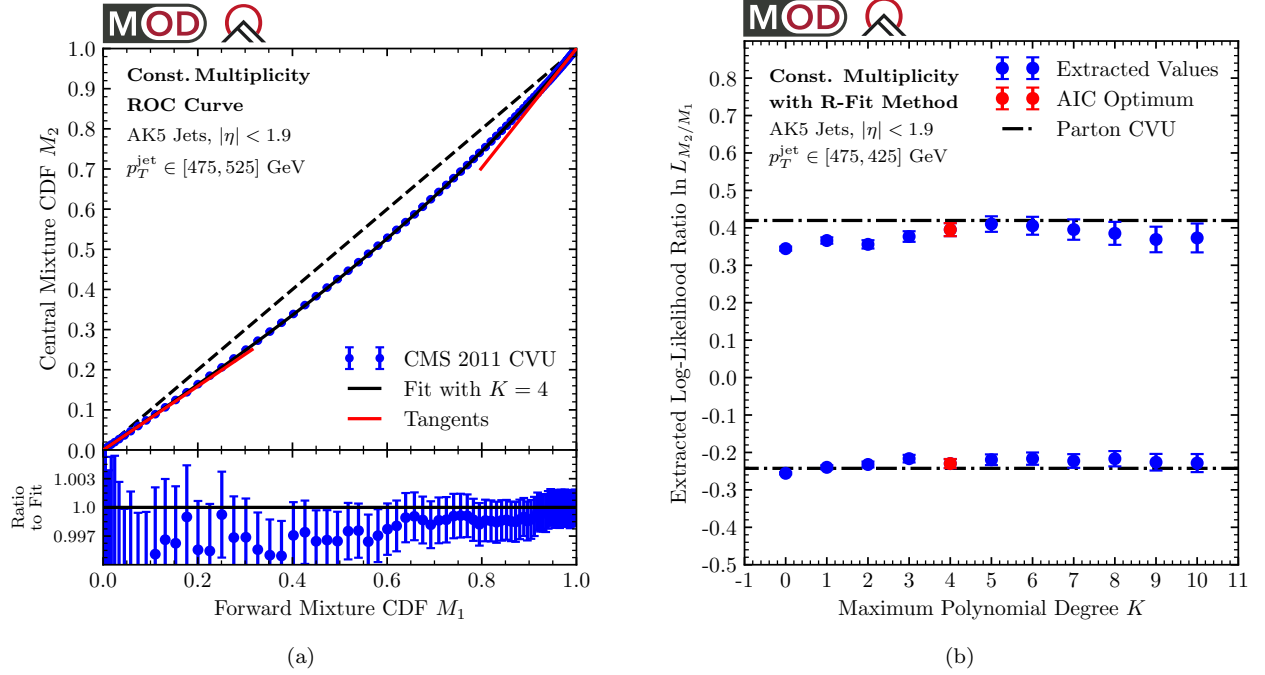 MOD
Const. Multiplicity
ROC Curve
AK5 Jets, |η| < 1.9
p_T^jet ∈ [475, 525] GeV
CMS 2011 CVU
Fit with K = 4
Tangents
Central Mixture CDF M₂
1.0
0.9
0.8
0.7
0.6
0.5
0.4
0.3
0.2
0.1
0.0
Ratio
to Fit
1.003
1.0
0.997
0.0 0.2 0.4 0.6 0.8 1.0
Forward Mixture CDF M₁
(a)
MOD
Const. Multiplicity
with R-Fit Method
AK5 Jets, |η| < 1.9
p_T^jet ∈ [475, 425] GeV
Extracted Values
AIC Optimum
Parton CVU
Extracted Log-Likelihood Ratio ln L_{M₂/M₁}
0.8
0.7
0.6
0.5
0.4
0.3
0.2
0.1
0.0
-0.1
-0.2
-0.3
-0.4
-0.5
-1 0 1 2 3 4 5 6 7 8 9 10 11
Maximum Polynomial Degree K
(b)